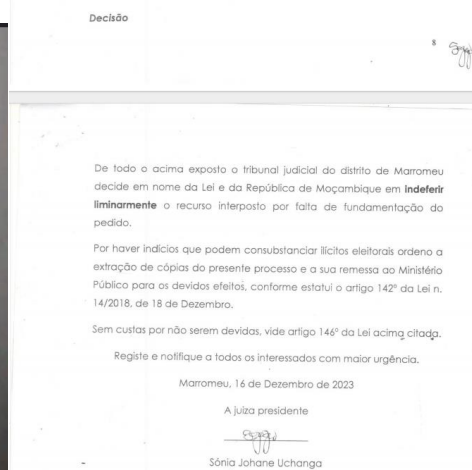 Decisão
8
De todo o acima exposto o tribunal judicial do distrito de Marromeu
decide em nome da Lei e da República de Moçambique em indeferir
liminarmente o recurso interposto por falta de fundamentação do
pedido.
Por haver indícios que podem consubstanciar ilícitos eleitorais ordeno a
extração de cópias do presente processo e a sua remessa ao Ministério
Público para os devidos efeitos, conforme estatui o artigo 142º da Lei n.
14/2018, de 18 de Dezembro.
Sem custas por não serem devidas, vide artigo 146º da Lei acima citada.
Registe e notifique a todos os interessados com maior urgência.
Marromeu, 16 de Dezembro de 2023
A juiza presidente
Sónia Johane Uchanga